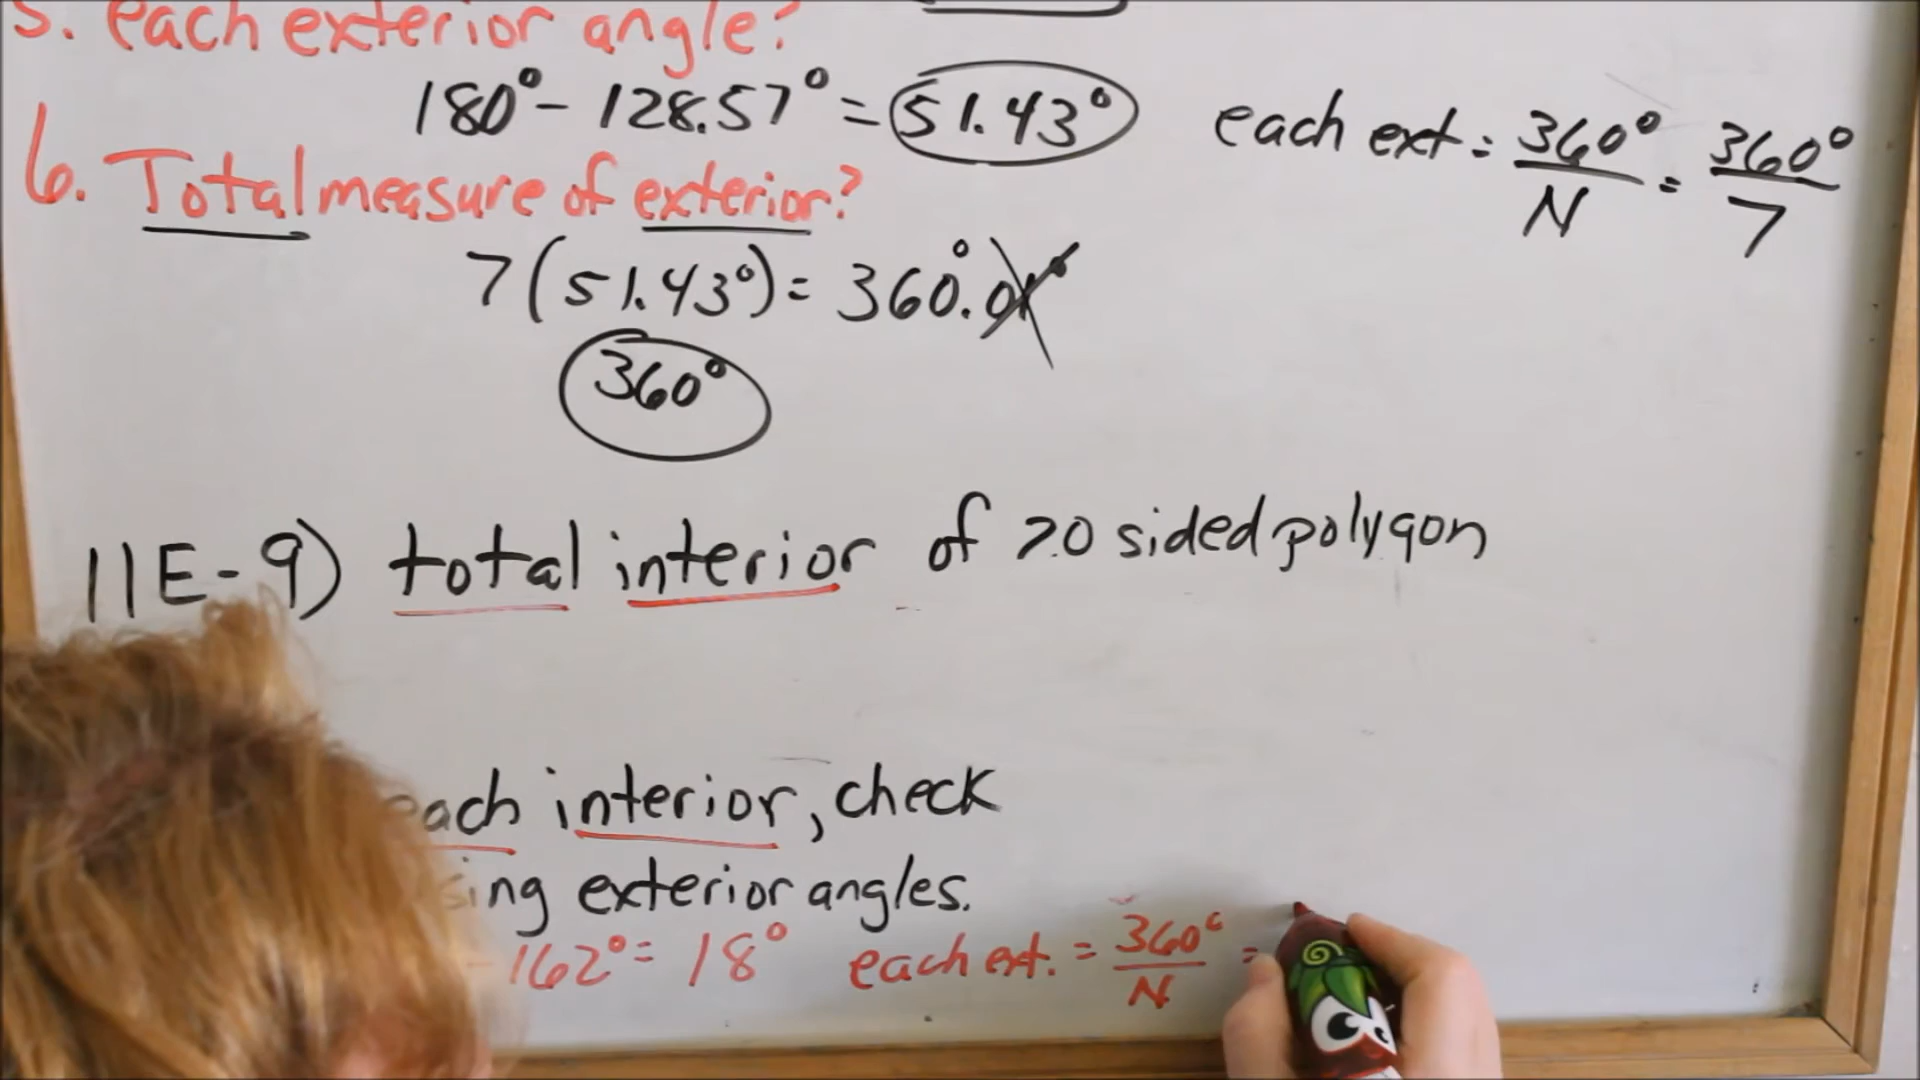 5. each exterior angle?
180° - 128.57° = 51.43°
each ext = 360°/N = 360°/7
6. Total measure of exterior?
7(51.43°) = 360.01°
360°
11E-9) total interior of 20 sided polygon
each interior, check
exterior angles.
-162° = 18° each ext. = 360°/N =